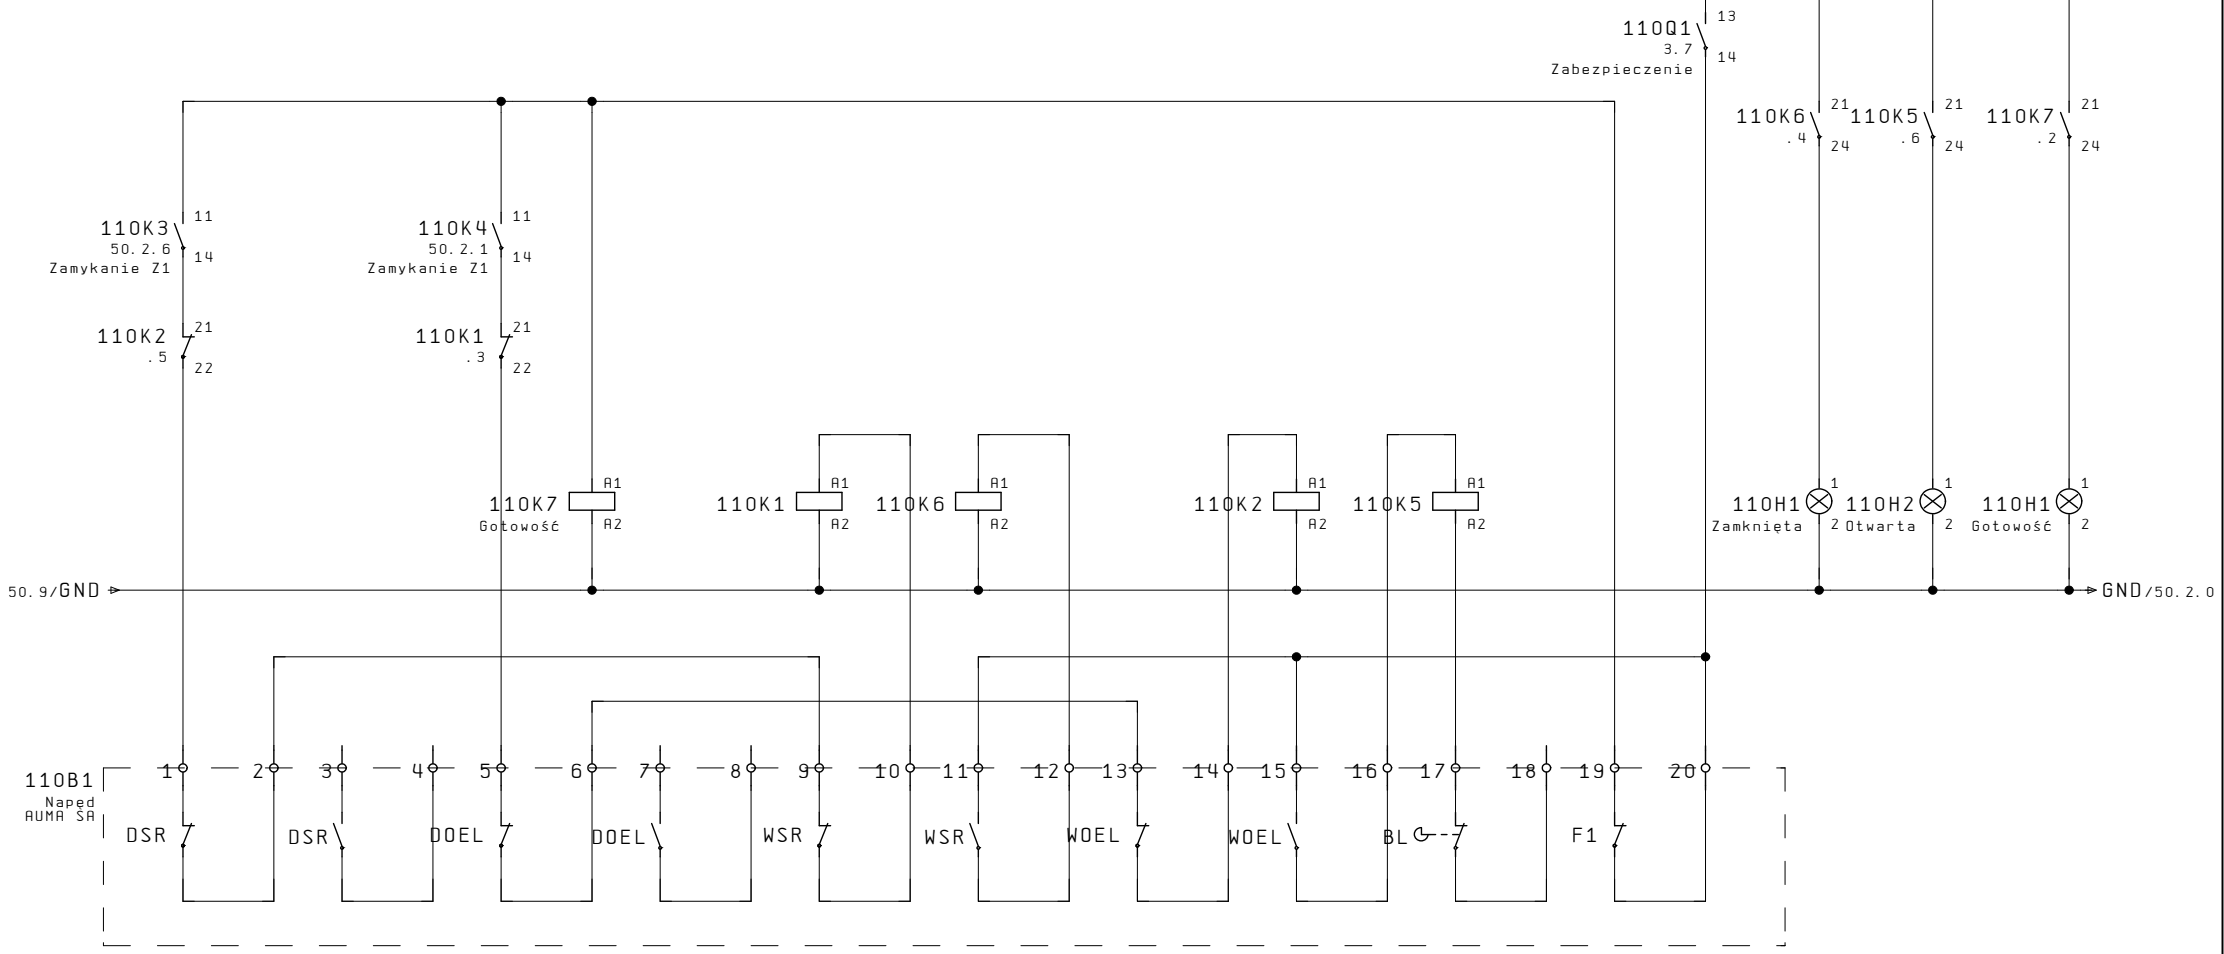 13
110Q1
3.7
14
Zabezpieczenie
21 21 21
110K6 110K5 110K7
.4 .6 .2
24 24 24
11 11
110K3 110K4
50.2.6 50.2.1
14 14
Zamykanie Z1 Zamykanie Z1
21 21
110K2 110K1
.5 .3
22 22
A1 A1 A1 A1 A1 1 1 1
110K7 110K1 110K6 110K2 110K5 110H1 110H2 110H1
Gotowość A2 A2 A2 A2 A2 Zamknięta 2 Otwarta 2 Gotowość 2
50.9/GND GND/50.2.0
1 2 3 4 5 6 7 8 9 10 11 12 13 14 15 16 17 18 19 20
110B1
Napęd
AUMA SA
DSR DSR DOEL DOEL WSR WSR WOEL WOEL BL F1